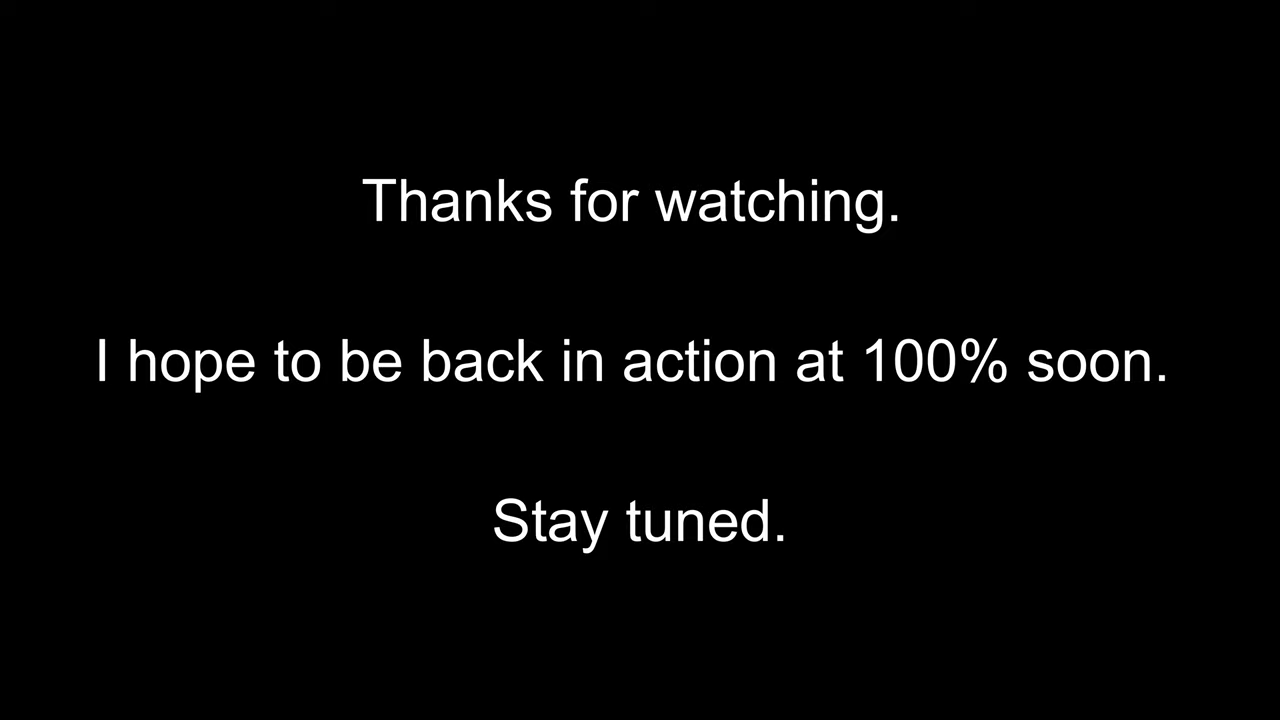 Thanks for watching.
I hope to be back in action at 100% soon.
Stay tuned.